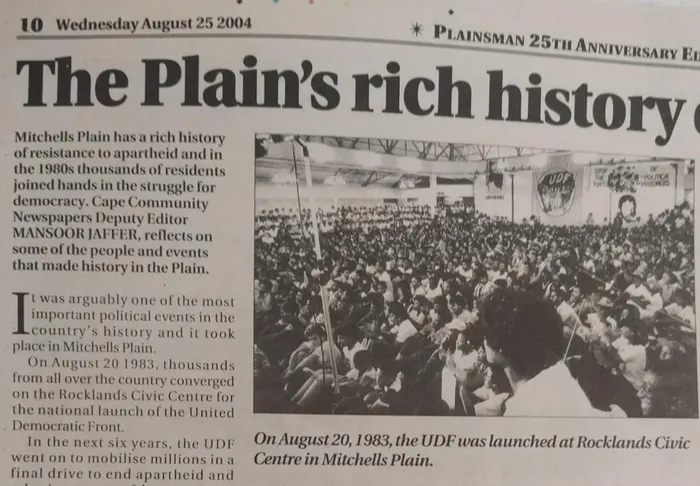 10 Wednesday August 25 2004
* PLAINSMAN 25TH ANNIVERSARY
The Plain's rich history
Mitchells Plain has a rich history
of resistance to apartheid and in
the 1980s thousands of residents
joined hands in the struggle for
democracy. Cape Community
Newspapers Deputy Editor
MANSOOR JAFFER, reflects on
some of the people and events
that made history in the Plain.
It was arguably one of the most
important political events in the
country's history and it took
place in Mitchells Plain.
On August 20 1983, thousands
from all over the country converged
on the Rocklands Civic Centre for
the national launch of the United
Democratic Front.
In the next six years, the UDF
went on to mobilise millions in a
final drive to end apartheid and
UDF
OF
POLITICAL
PRISONERS
On August 20, 1983, the UDF was launched at Rocklands Civic
Centre in Mitchells Plain.